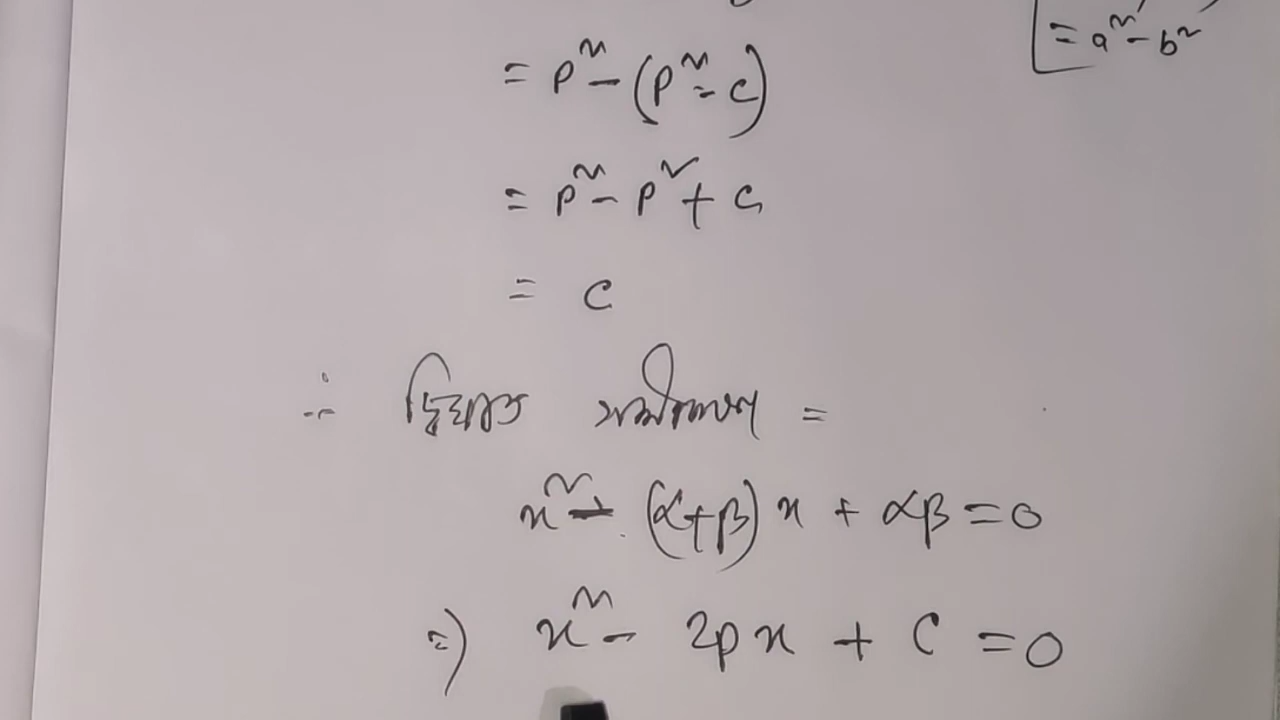 = a² - b²
= p² - (p² - c)
= p² - p² + c
= c
∴ নির্ণেয় সমীকরণ =
x² - (α+β)x + αβ = 0
⇒) x² - 2px + c = 0